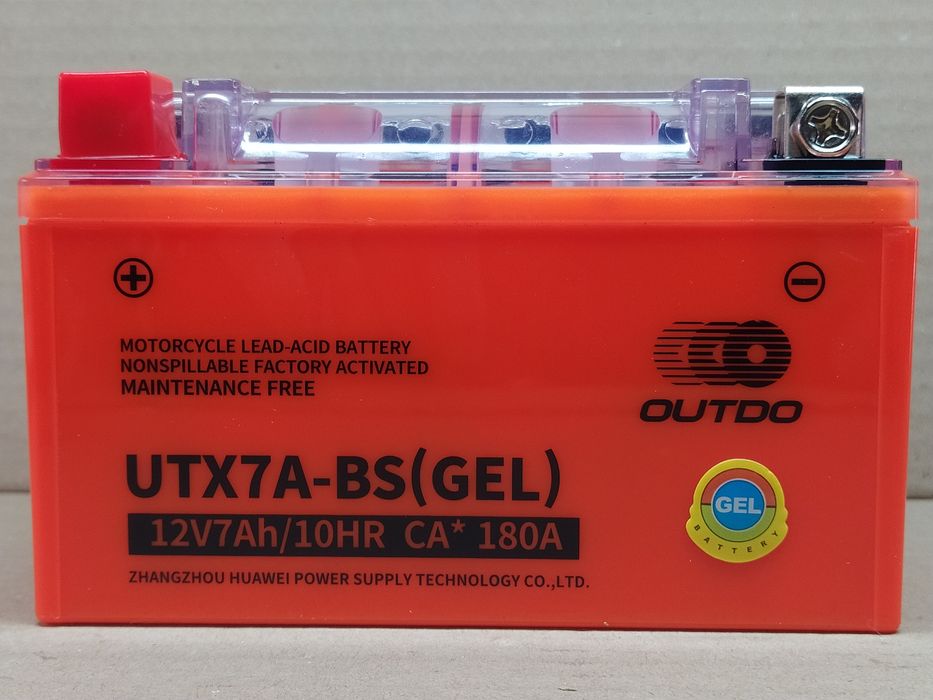 +
-
MOTORCYCLE LEAD-ACID BATTERY
NONSPILLABLE FACTORY ACTIVATED
MAINTENANCE FREE
OUTDO
UTX7A-BS(GEL)
12V7Ah/10HR CA* 180A
GEL
BATTERY
ZHANGZHOU HUAWEI POWER SUPPLY TECHNOLOGY CO.,LTD.